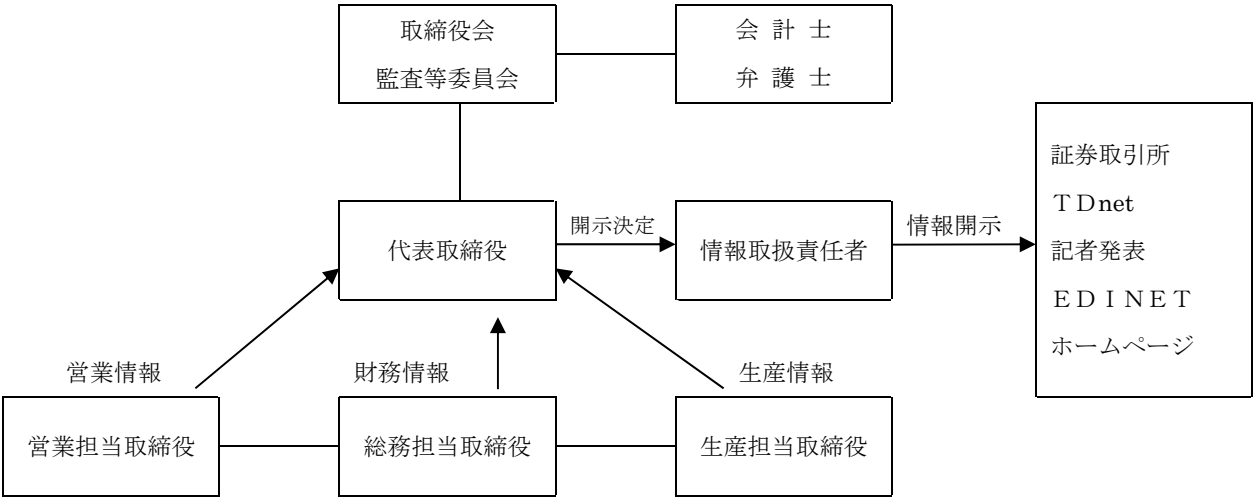 取締役会
監査等委員会
会 計 士
弁 護 士
証券取引所
ＴＤnet
記者発表
ＥＤＩＮＥＴ
ホームページ
代表取締役
開示決定
情報取扱責任者
情報開示
営業情報
財務情報
生産情報
営業担当取締役
総務担当取締役
生産担当取締役